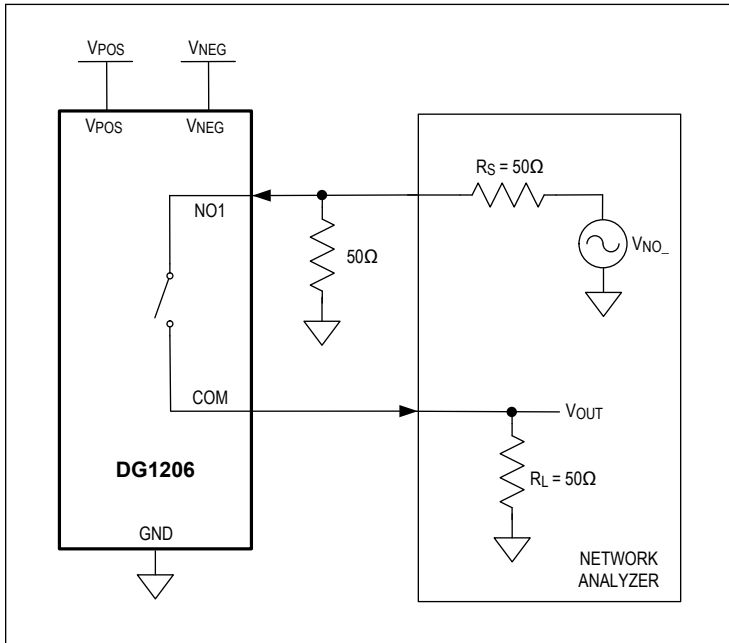 VPOS
VNEG
VPOS
VNEG
RS = 50Ω
NO1
50Ω
VNO_
COM
VOUT
DG1206
RL = 50Ω
GND
NETWORK
ANALYZER